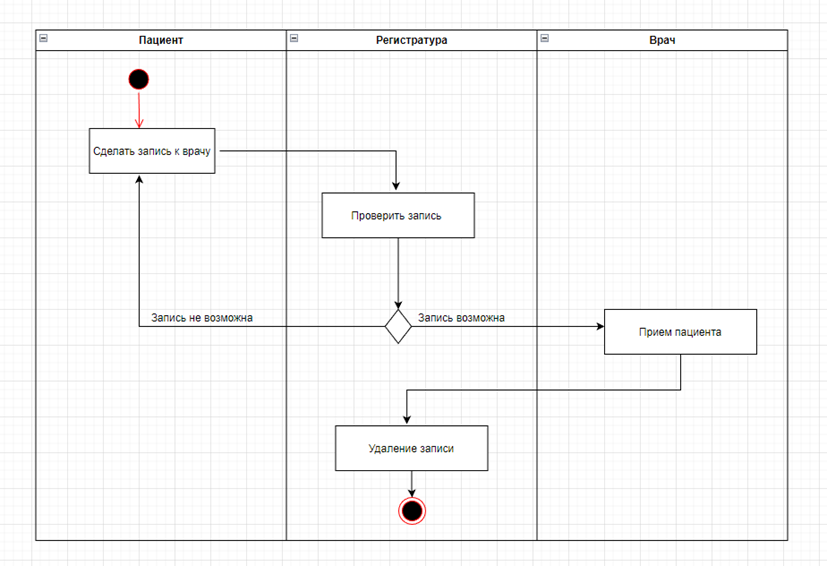 Пациент
Регистратура
Врач
Сделать запись к врачу
Проверить запись
Запись не возможна
Запись возможна
Прием пациента
Удаление записи